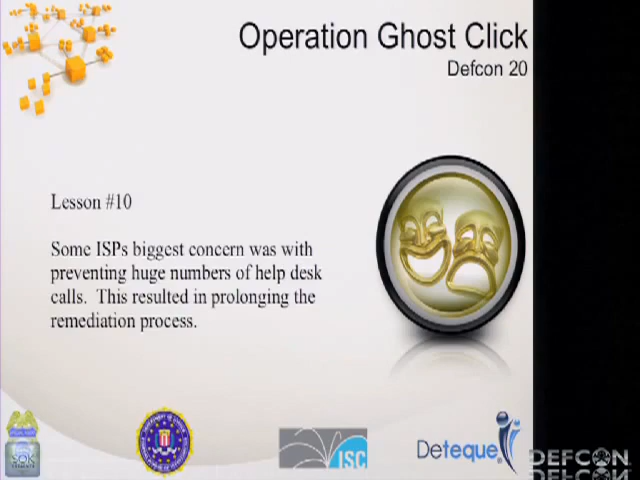 Operation Ghost Click
Defcon 20
Lesson #10
Some ISPs biggest concern was with
preventing huge numbers of help desk
calls. This resulted in prolonging the
remediation process.
ISC
Deteque
DEFCON